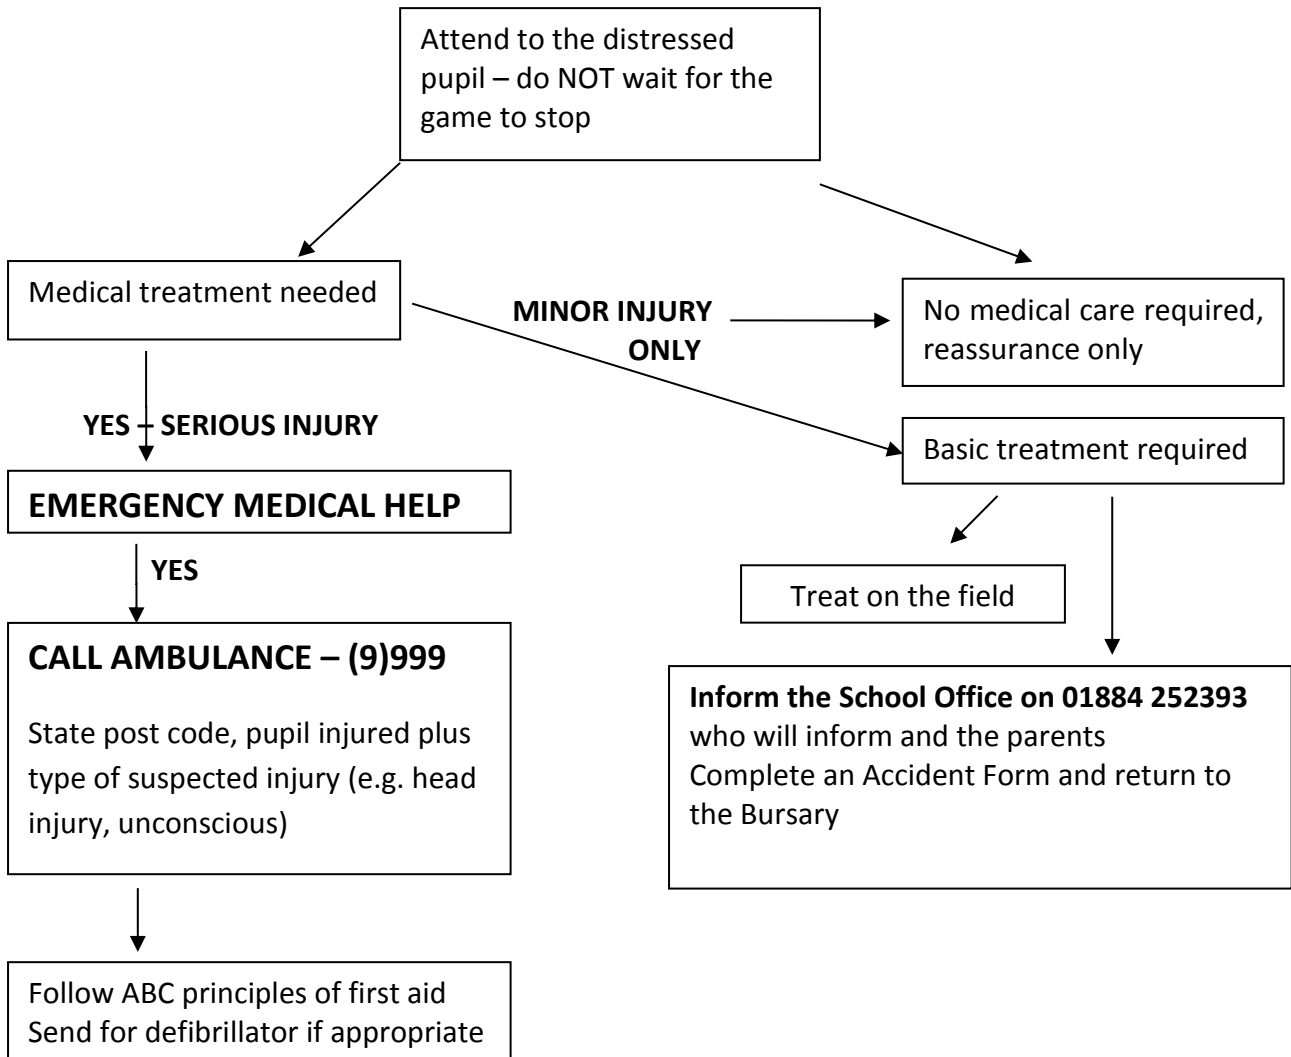 Attend to the distressed
pupil – do NOT wait for the
game to stop
Medical treatment needed
MINOR INJURY
ONLY
No medical care required,
reassurance only
YES – SERIOUS INJURY
Basic treatment required
EMERGENCY MEDICAL HELP
YES
Treat on the field
CALL AMBULANCE – (9)999
State post code, pupil injured plus
type of suspected injury (e.g. head
injury, unconscious)
Inform the School Office on 01884 252393
who will inform and the parents
Complete an Accident Form and return to
the Bursary
Follow ABC principles of first aid
Send for defibrillator if appropriate